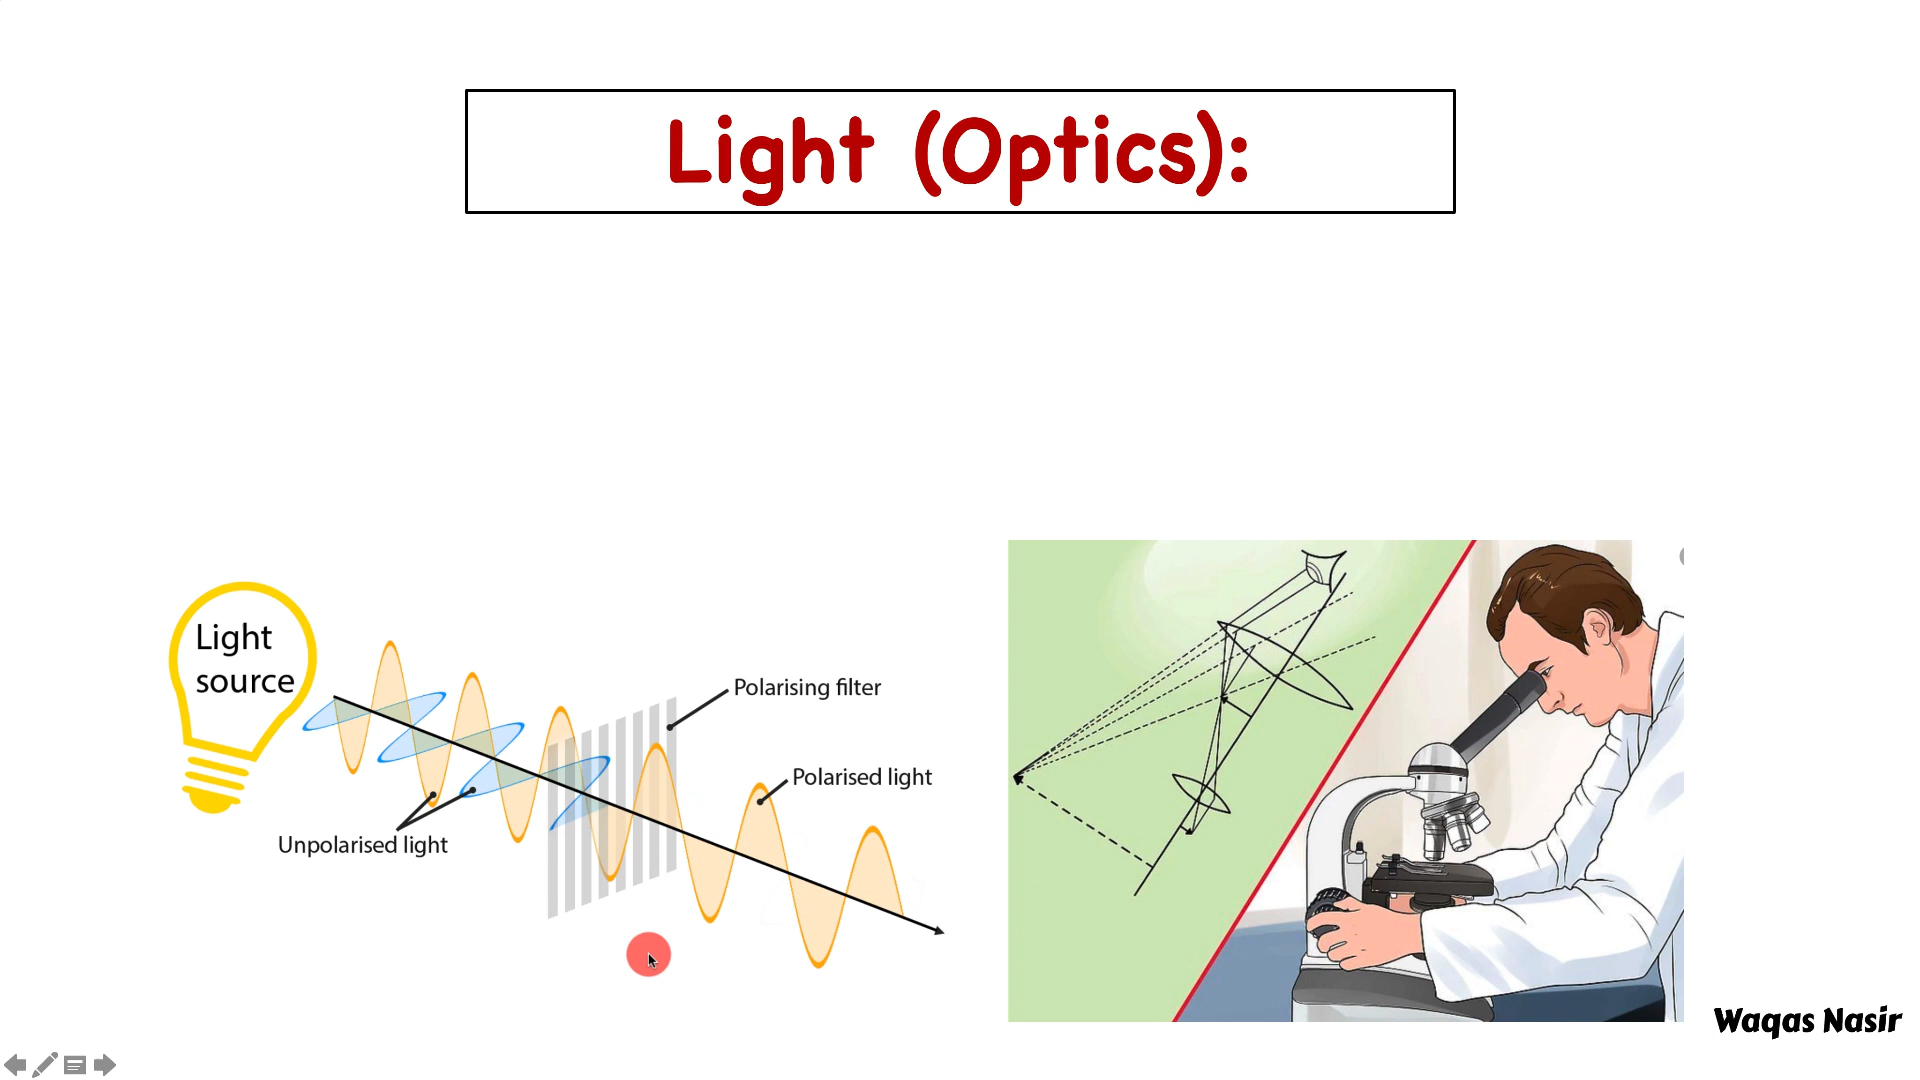 Light (Optics):
Light
source
Polarising filter
Polarised light
Unpolarised light
Waqas Nasir